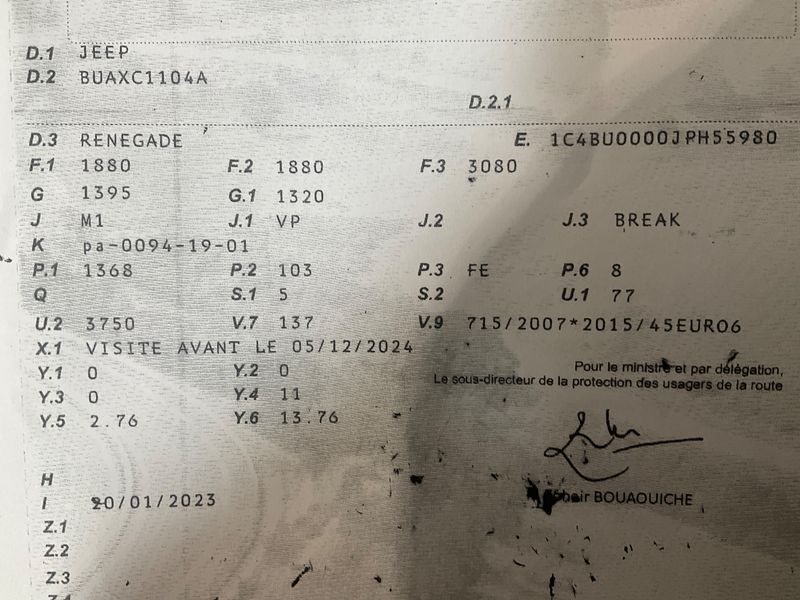 D.1 JEEP
D.2 BUAXC1104A
D.2.1
D.3 RENEGADE E. 1C4BU0000JPH55980
F.1 1880 F.2 1880 F.3 3080
G 1395 G.1 1320
J M1 J.1 VP J.2 J.3 BREAK
K pa-0094-19-01
P.1 1368 P.2 103 P.3 FE P.6 8
Q S.1 5 S.2 U.1 77
U.2 3750 V.7 137 V.9 715/2007*2015/45EURO6
X.1 VISITE AVANT LE 05/12/2024
Y.1 0 Y.2 0
Y.3 0 Y.4 11
Y.5 2.76 Y.6 13.76
Pour le ministre et par délégation,
Le sous-directeur de la protection des usagers de la route
H
I 20/01/2023
BOUAOUICHE
Z.1
Z.2
Z.3